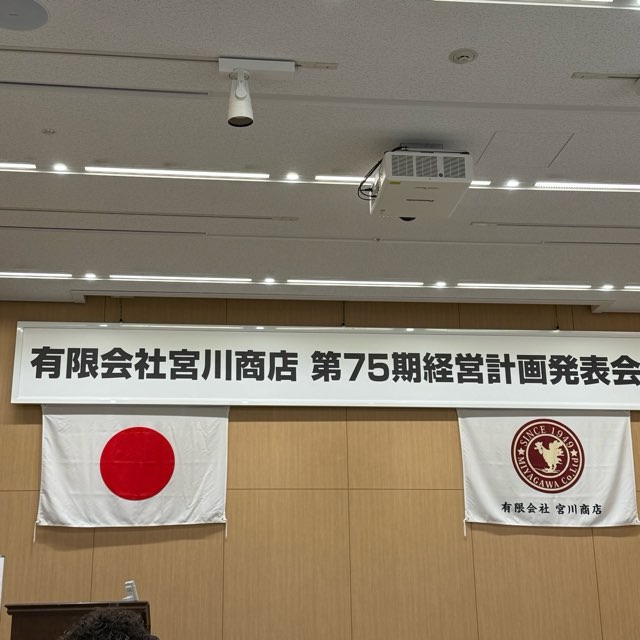 有限会社宮川商店 第75期経営計画発表会
SINCE 1949
MIYAGAWA Co.LTD
有限会社 宮川商店